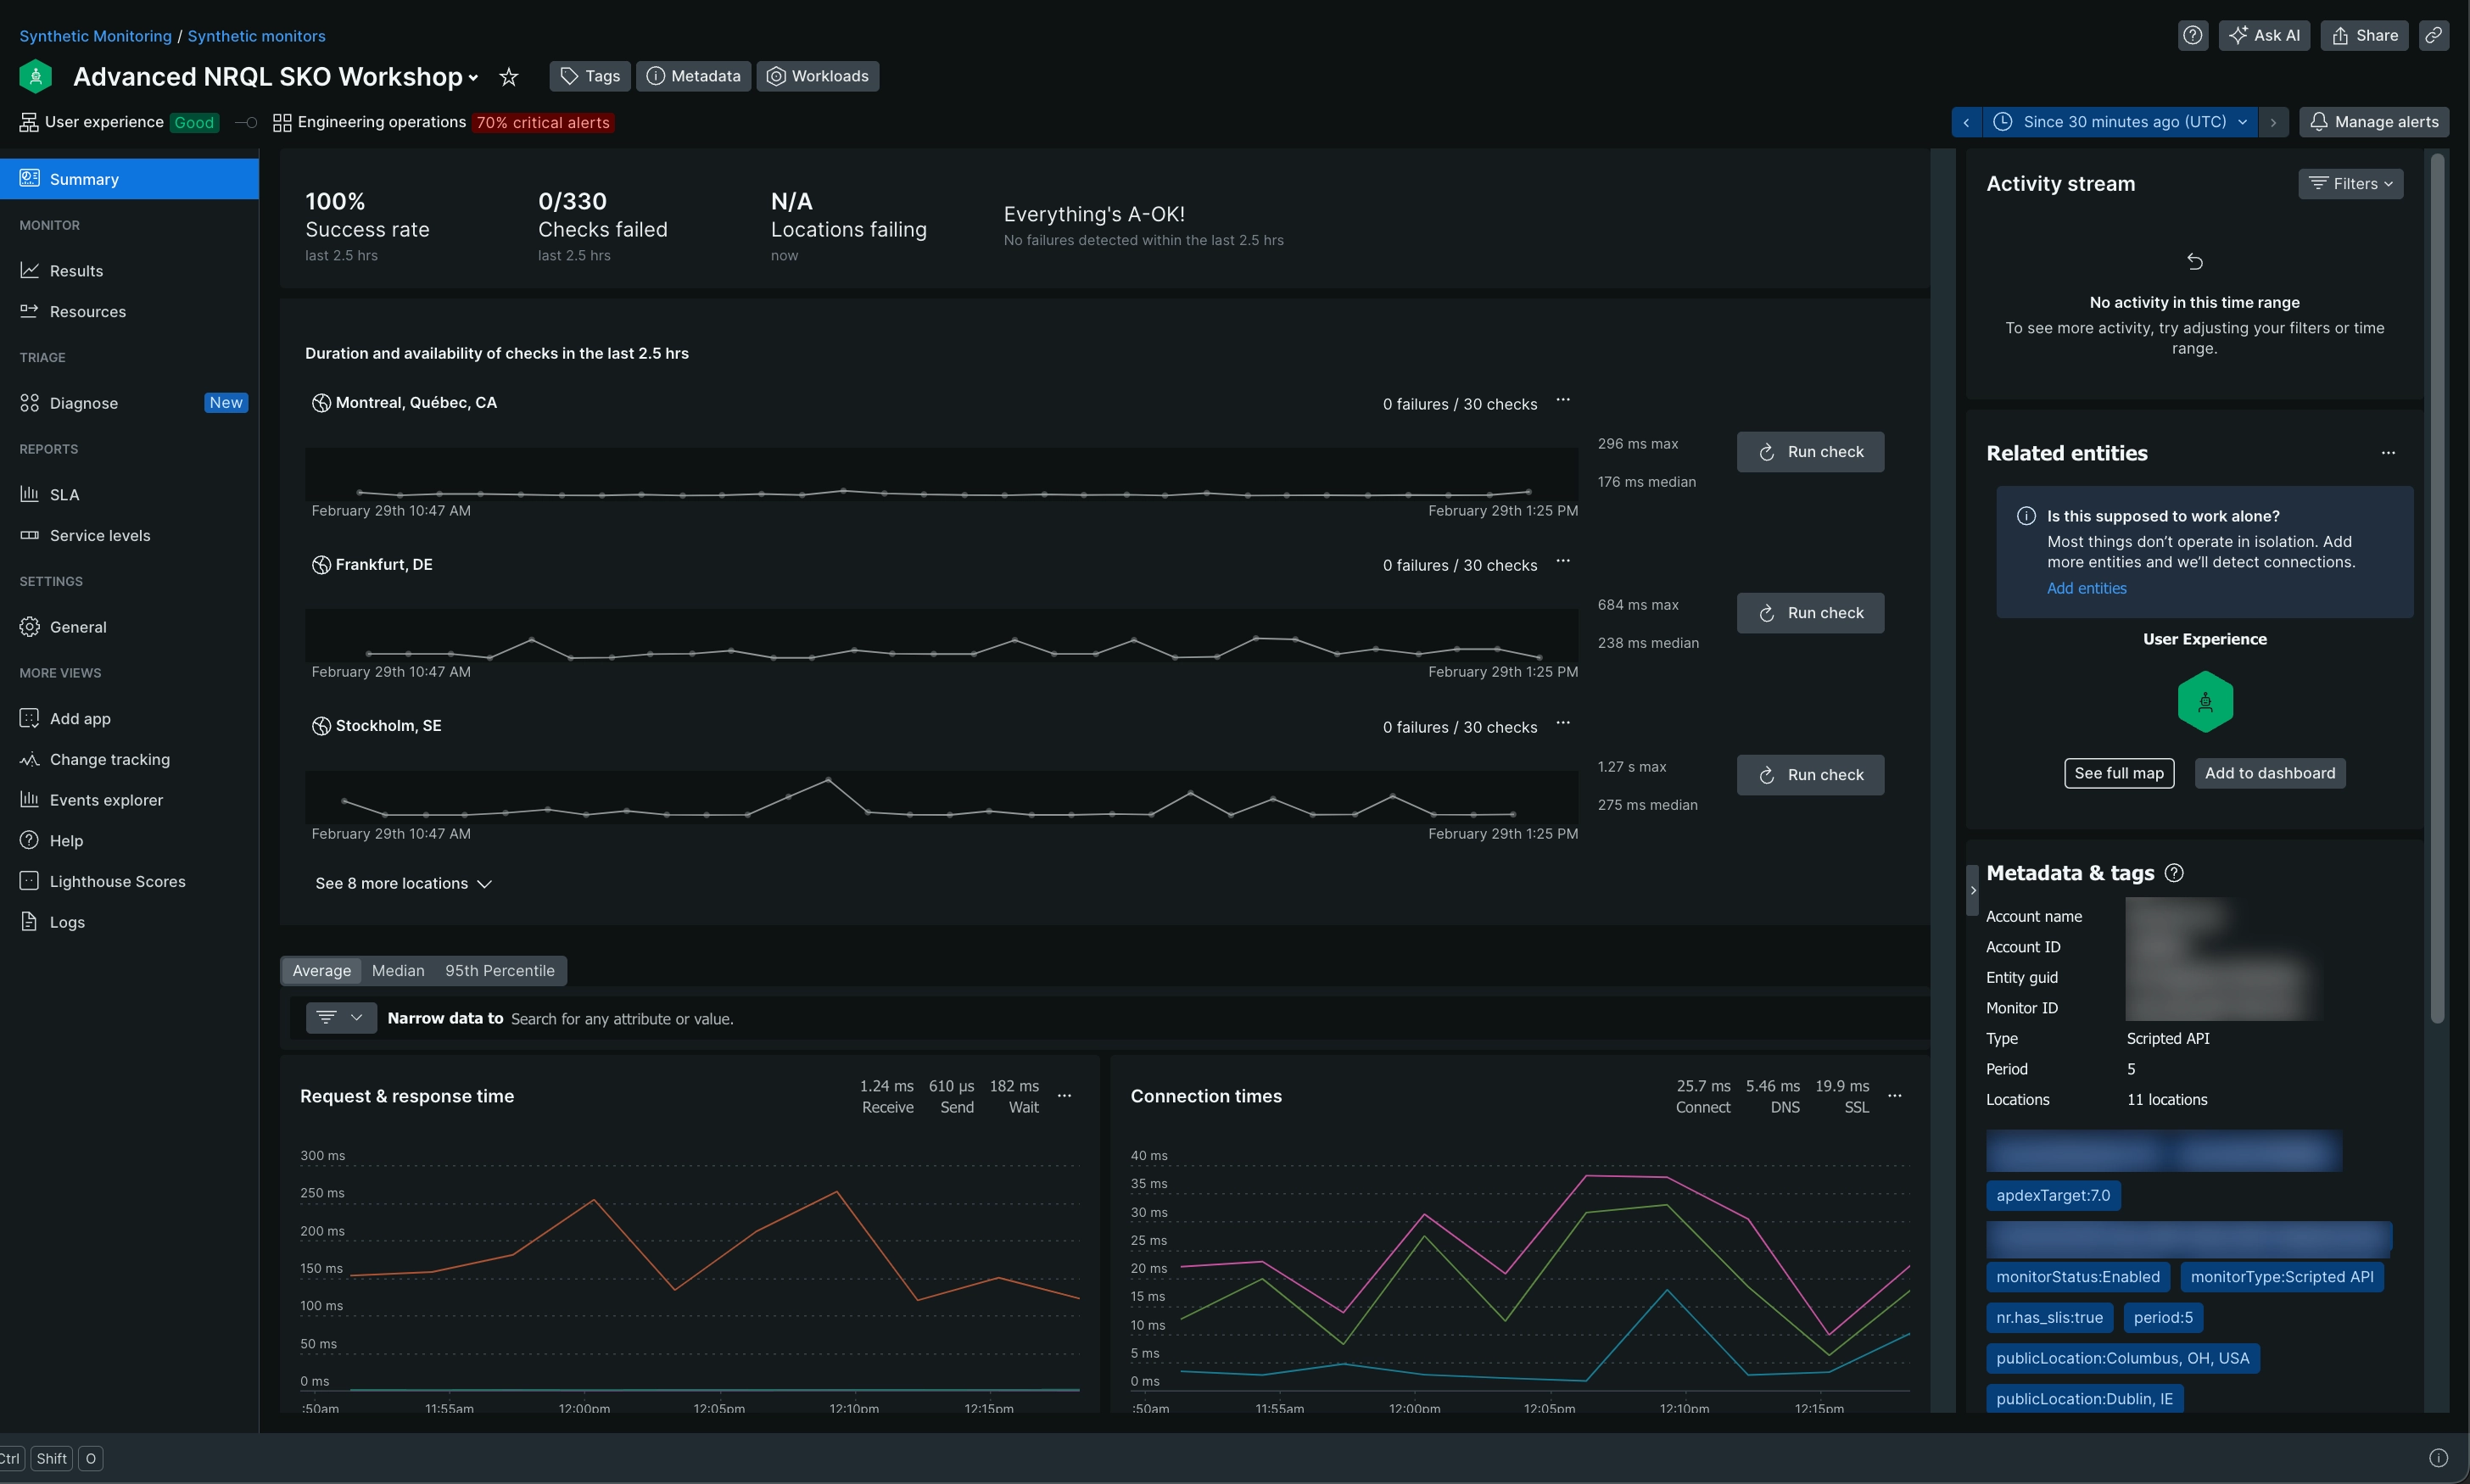 Synthetic Monitoring / Synthetic monitors
Ask AI
Share
Advanced NRQL SKO Workshop
Tags
Metadata
Workloads
User experience Good
Engineering operations 70% critical alerts
Since 30 minutes ago (UTC)
Manage alerts
Summary
MONITOR
Results
Resources
TRIAGE
Diagnose New
REPORTS
SLA
Service levels
SETTINGS
General
MORE VIEWS
Add app
Change tracking
Events explorer
Help
Lighthouse Scores
Logs
100%
Success rate
last 2.5 hrs
0/330
Checks failed
last 2.5 hrs
N/A
Locations failing
now
Everything's A-OK!
No failures detected within the last 2.5 hrs
Duration and availability of checks in the last 2.5 hrs
Montreal, Québec, CA
0 failures / 30 checks ...
296 ms max
176 ms median
Run check
February 29th 10:47 AM
February 29th 1:25 PM
Frankfurt, DE
0 failures / 30 checks ...
684 ms max
238 ms median
Run check
February 29th 10:47 AM
February 29th 1:25 PM
Stockholm, SE
0 failures / 30 checks ...
1.27 s max
275 ms median
Run check
February 29th 10:47 AM
February 29th 1:25 PM
See 8 more locations
Average Median 95th Percentile
Narrow data to Search for any attribute or value.
Request & response time
1.24 ms 610 µs 182 ms ...
Receive Send Wait
300 ms
250 ms
200 ms
150 ms
100 ms
50 ms
0 ms
:50am 11:55am 12:00pm 12:05pm 12:10pm 12:15pm
Connection times
25.7 ms 5.46 ms 19.9 ms ...
Connect DNS SSL
40 ms
35 ms
30 ms
25 ms
20 ms
15 ms
10 ms
5 ms
0 ms
:50am 11:55am 12:00pm 12:05pm 12:10pm 12:15pm
Activity stream
Filters
No activity in this time range
To see more activity, try adjusting your filters or time
range.
Related entities ...
Is this supposed to work alone?
Most things don’t operate in isolation. Add
more entities and we’ll detect connections.
Add entities
User Experience
See full map
Add to dashboard
Metadata & tags
Account name
Account ID
Entity guid
Monitor ID
Type Scripted API
Period 5
Locations 11 locations
apdexTarget:7.0
monitorStatus:Enabled monitorType:Scripted API
nr.has_slis:true period:5
publicLocation:Columbus, OH, USA
publicLocation:Dublin, IE
Ctrl Shift O